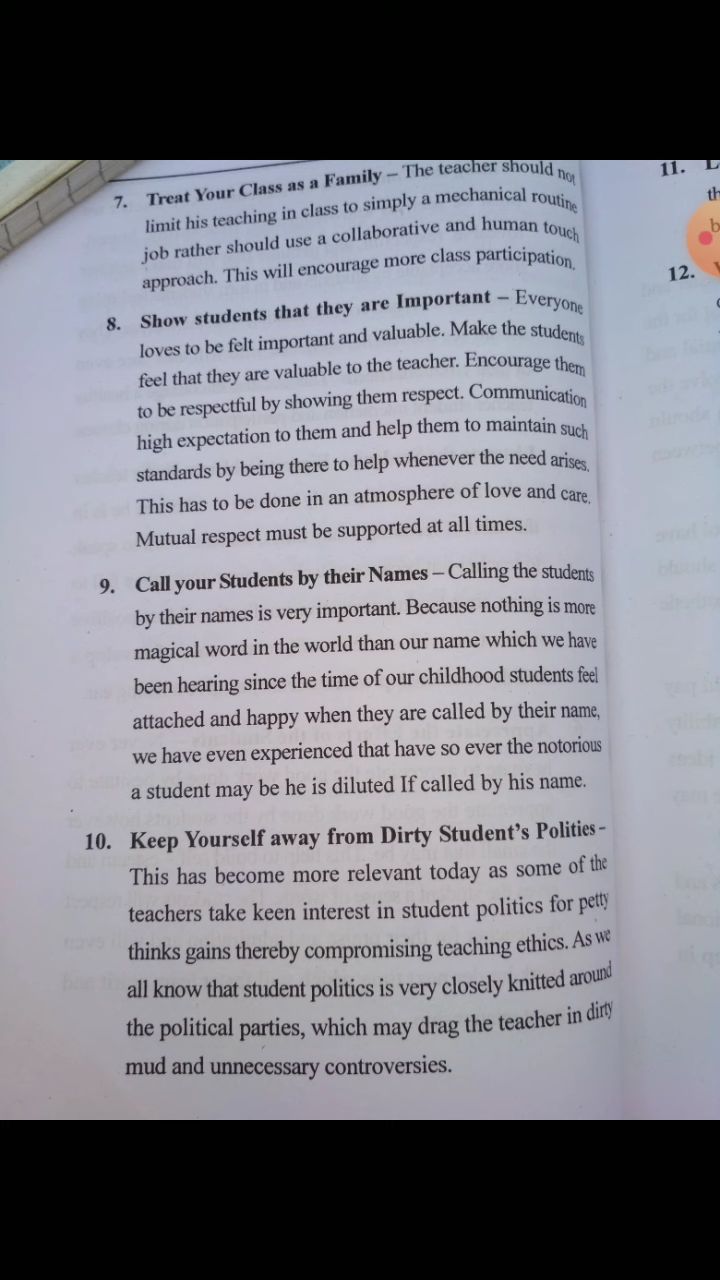 7. Treat Your Class as a Family – The teacher should not
limit his teaching in class to simply a mechanical routine
job rather should use a collaborative and human touch
approach. This will encourage more class participation.
8. Show students that they are Important – Everyone
loves to be felt important and valuable. Make the students
feel that they are valuable to the teacher. Encourage them
to be respectful by showing them respect. Communication
high expectation to them and help them to maintain such
standards by being there to help whenever the need arises.
This has to be done in an atmosphere of love and care.
Mutual respect must be supported at all times.
9. Call your Students by their Names – Calling the students
by their names is very important. Because nothing is more
magical word in the world than our name which we have
been hearing since the time of our childhood students feel
attached and happy when they are called by their name,
we have even experienced that have so ever the notorious
a student may be he is diluted If called by his name.
10. Keep Yourself away from Dirty Student's Polities -
This has become more relevant today as some of the
teachers take keen interest in student politics for petty
thinks gains thereby compromising teaching ethics. As we
all know that student politics is very closely knitted around
the political parties, which may drag the teacher in dirty
mud and unnecessary controversies.
11.
12.